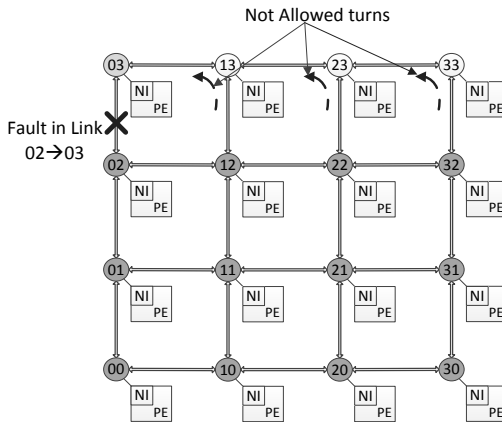 Not Allowed turns
03 13 23 33
NI NI NI NI
PE PE PE PE
Fault in Link
02→03
02 12 22 32
NI NI NI NI
PE PE PE PE
01 11 21 31
NI NI NI NI
PE PE PE PE
00 10 20 30
NI NI NI NI
PE PE PE PE